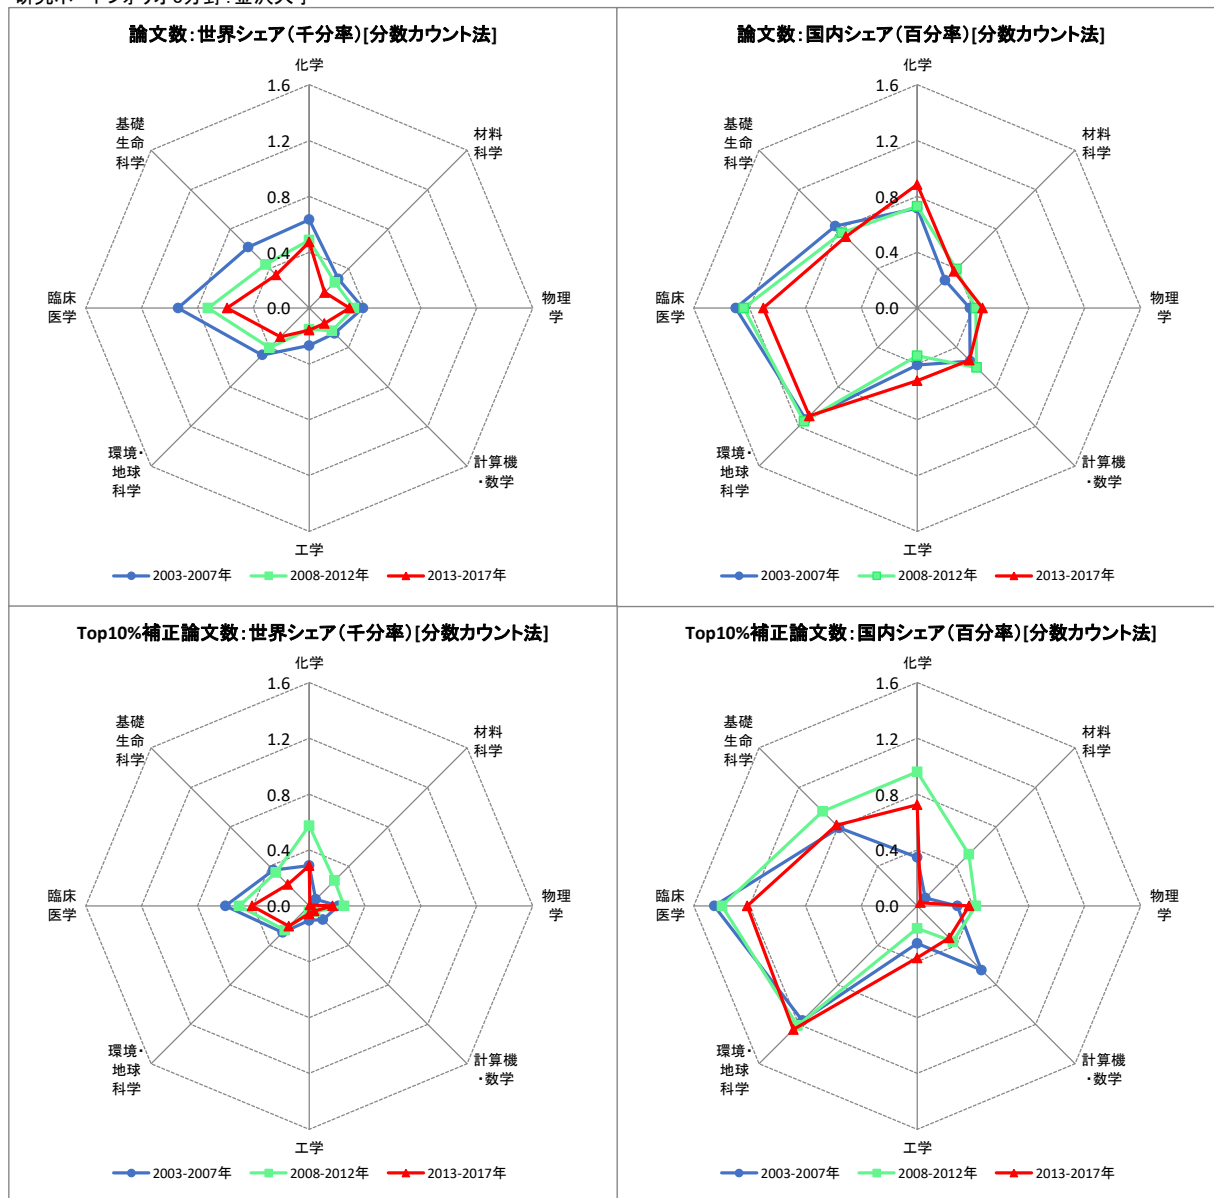 論文数:世界シェア(千分率)[分数カウント法]
化学
1.6
1.2
0.8
0.4
0.0
材料
科学
物理
学
計算機
・数学
工学
環境・
地球
科学
臨床
医学
基礎
生命
科学
2003-2007年 2008-2012年 2013-2017年
論文数:国内シェア(百分率)[分数カウント法]
化学
1.6
1.2
0.8
0.4
0.0
材料
科学
物理
学
計算機
・数学
工学
環境・
地球
科学
臨床
医学
基礎
生命
科学
2003-2007年 2008-2012年 2013-2017年
Top10%補正論文数:世界シェア(千分率)[分数カウント法]
化学
1.6
1.2
0.8
0.4
0.0
材料
科学
物理
学
計算機
・数学
工学
環境・
地球
科学
臨床
医学
基礎
生命
科学
2003-2007年 2008-2012年 2013-2017年
Top10%補正論文数:国内シェア(百分率)[分数カウント法]
化学
1.6
1.2
0.8
0.4
0.0
材料
科学
物理
学
計算機
・数学
工学
環境・
地球
科学
臨床
医学
基礎
生命
科学
2003-2007年 2008-2012年 2013-2017年